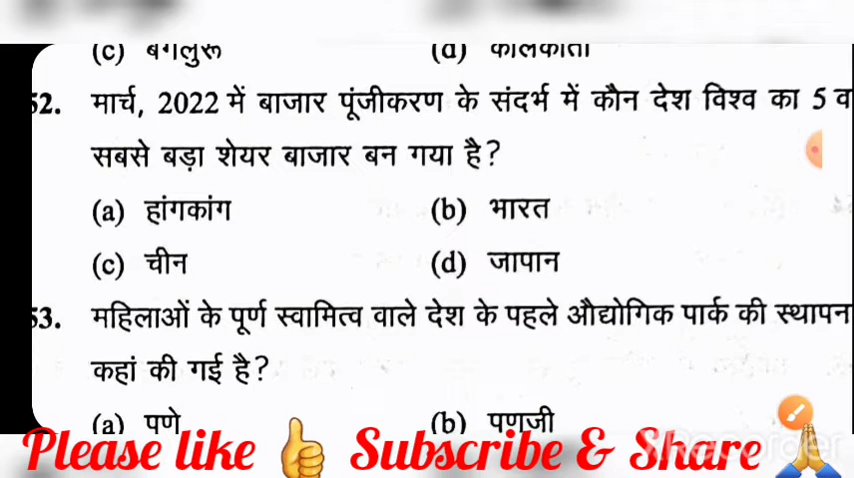 (c) बेंगलुरू (d) कोलकाता
52. मार्च, 2022 में बाजार पूंजीकरण के संदर्भ में कौन देश विश्व का 5 व
सबसे बड़ा शेयर बाजार बन गया है?
(a) हांगकांग (b) भारत
(c) चीन (d) जापान
53. महिलाओं के पूर्ण स्वामित्व वाले देश के पहले औद्योगिक पार्क की स्थापन
कहां की गई है?
(a) पुणे (b) पणजी
Please like 👍 Subscribe & Share 🙏
XRecorder